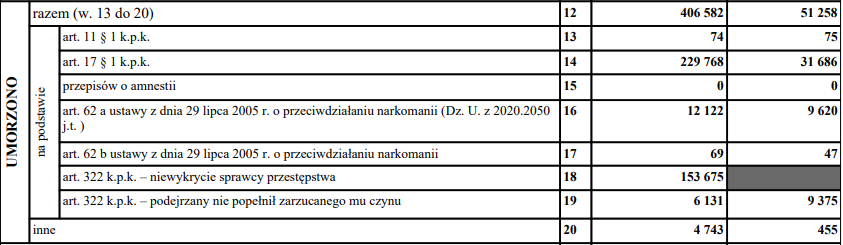 UMORZONO
na podstawie
razem (w. 13 do 20) 12 406 582 51 258
art. 11 § 1 k.p.k. 13 74 75
art. 17 § 1 k.p.k. 14 229 768 31 686
przepisów o amnestii 15 0 0
art. 62 a ustawy z dnia 29 lipca 2005 r. o przeciwdziałaniu narkomanii (Dz. U. z 2020.2050 16 12 122 9 620
j.t. )
art. 62 b ustawy z dnia 29 lipca 2005 r. o przeciwdziałaniu narkomanii 17 69 47
art. 322 k.p.k. – niewykrycie sprawcy przestępstwa 18 153 675
art. 322 k.p.k. – podejrzany nie popełnił zarzucanego mu czynu 19 6 131 9 375
inne 20 4 743 455